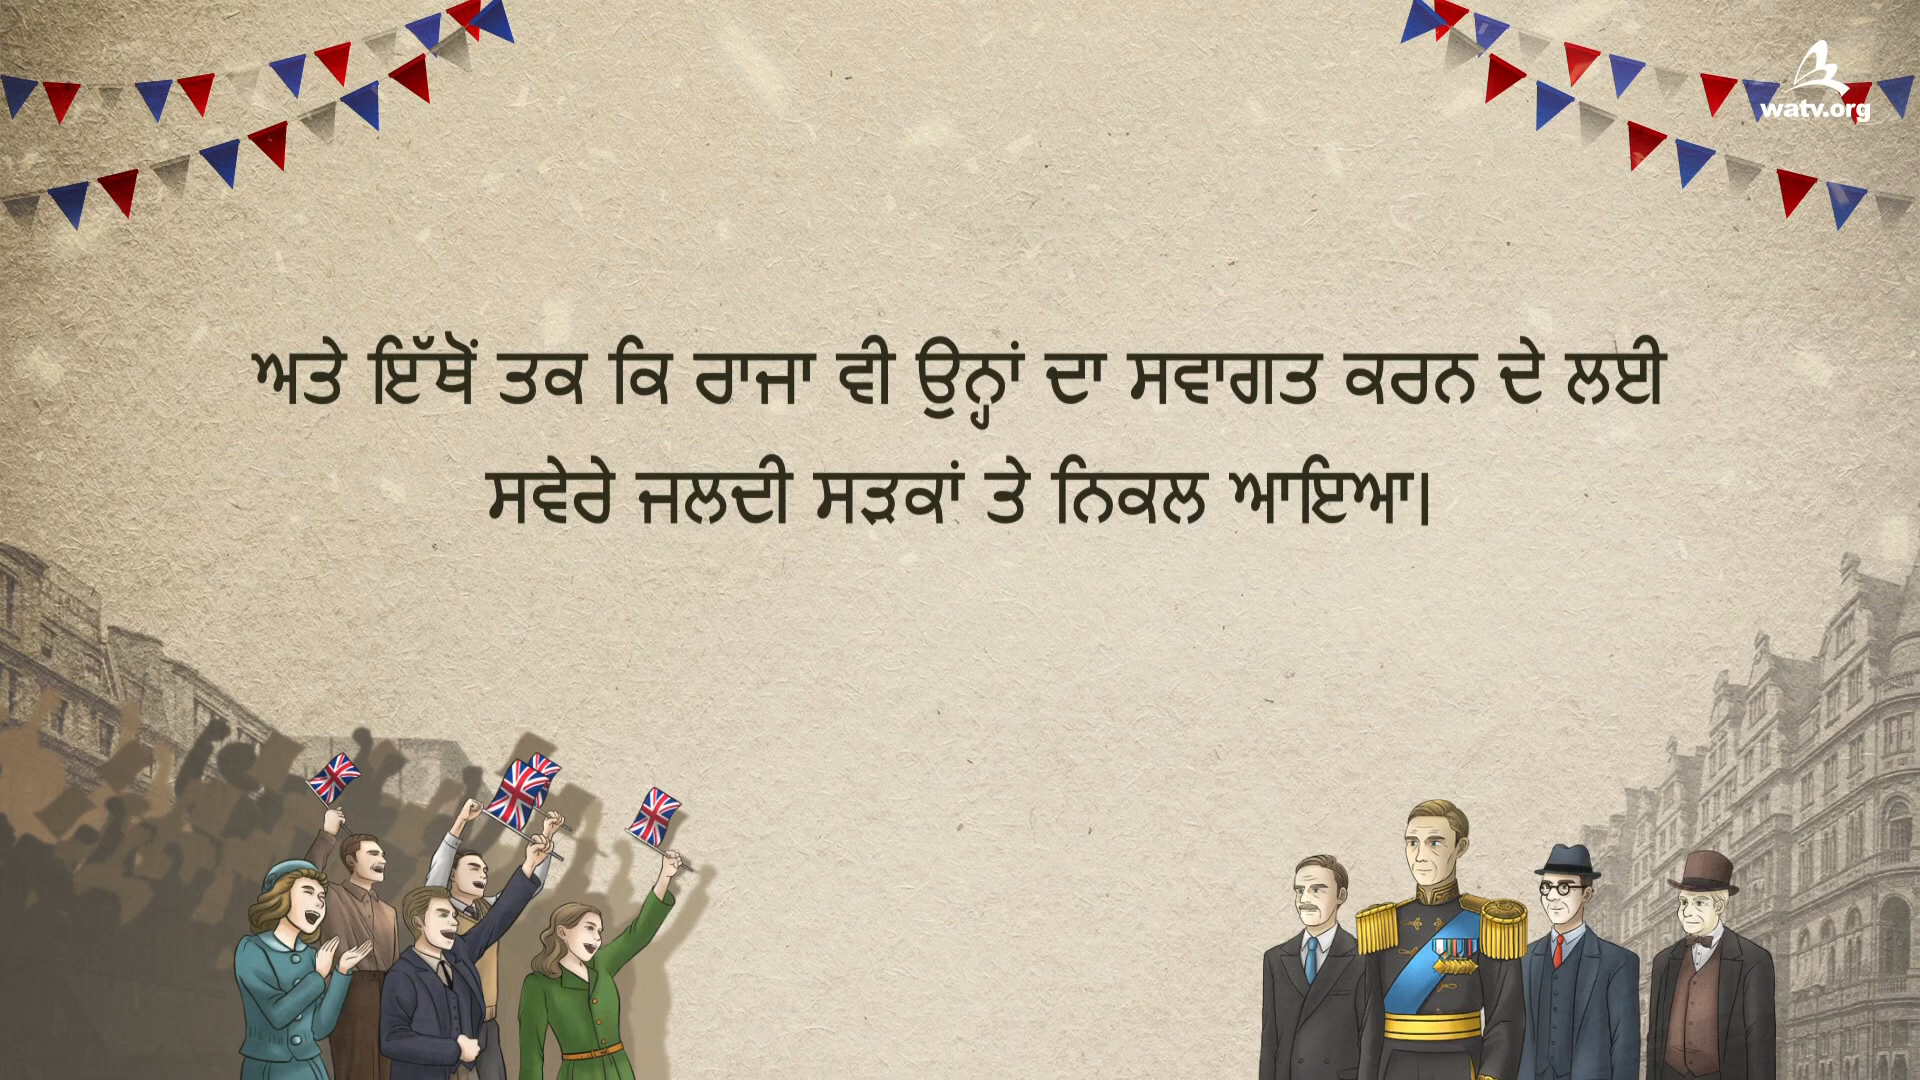 watv.org
ਅਤੇ ਇੱਥੋਂ ਤਕ ਕਿ ਰਾਜਾ ਵੀ ਉਨ੍ਹਾਂ ਦਾ ਸਵਾਗਤ ਕਰਨ ਦੇ ਲਈ
ਸਵੇਰੇ ਜਲਦੀ ਸੜਕਾਂ ਤੇ ਨਿਕਲ ਆਇਆ।